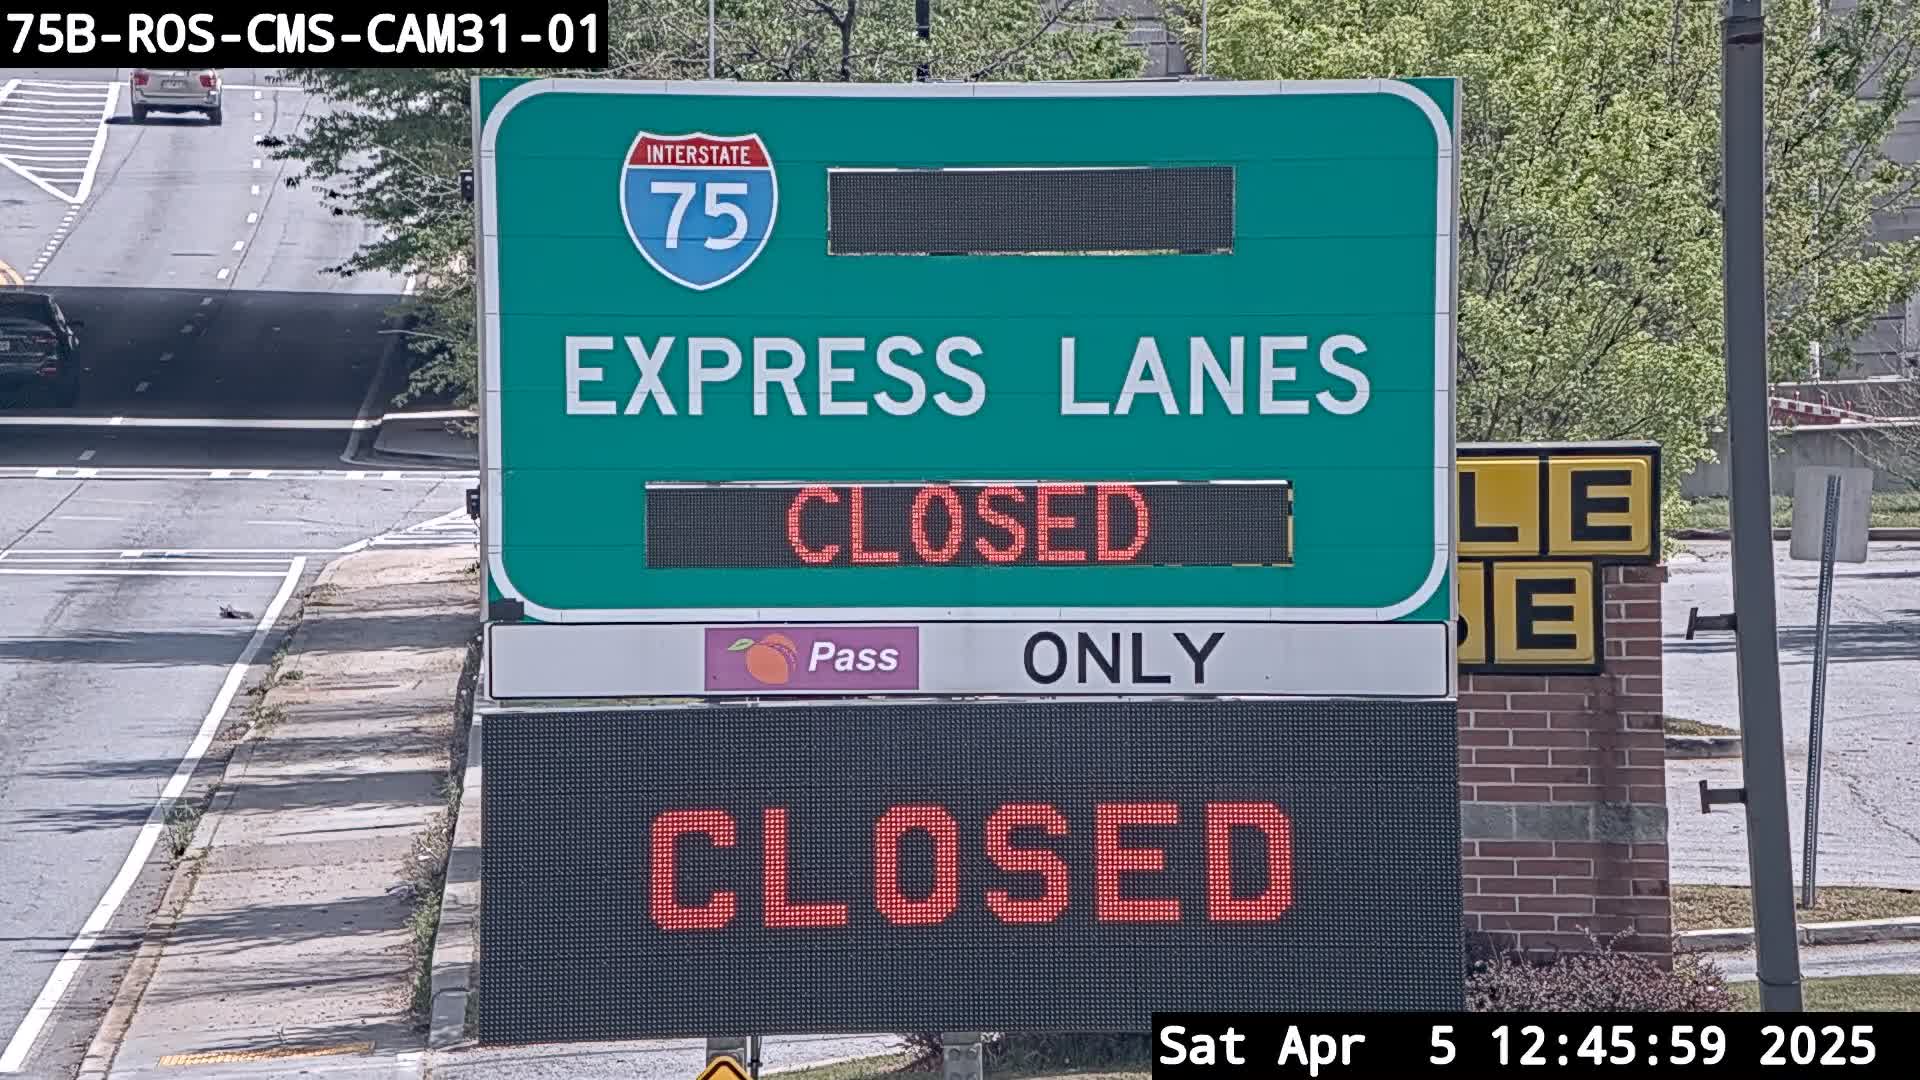 75B-ROS-CMS-CAM31-01
INTERSTATE
75
EXPRESS LANES
CLOSED
Pass ONLY
CLOSED
LE
E
Sat Apr 5 12:45:59 2025